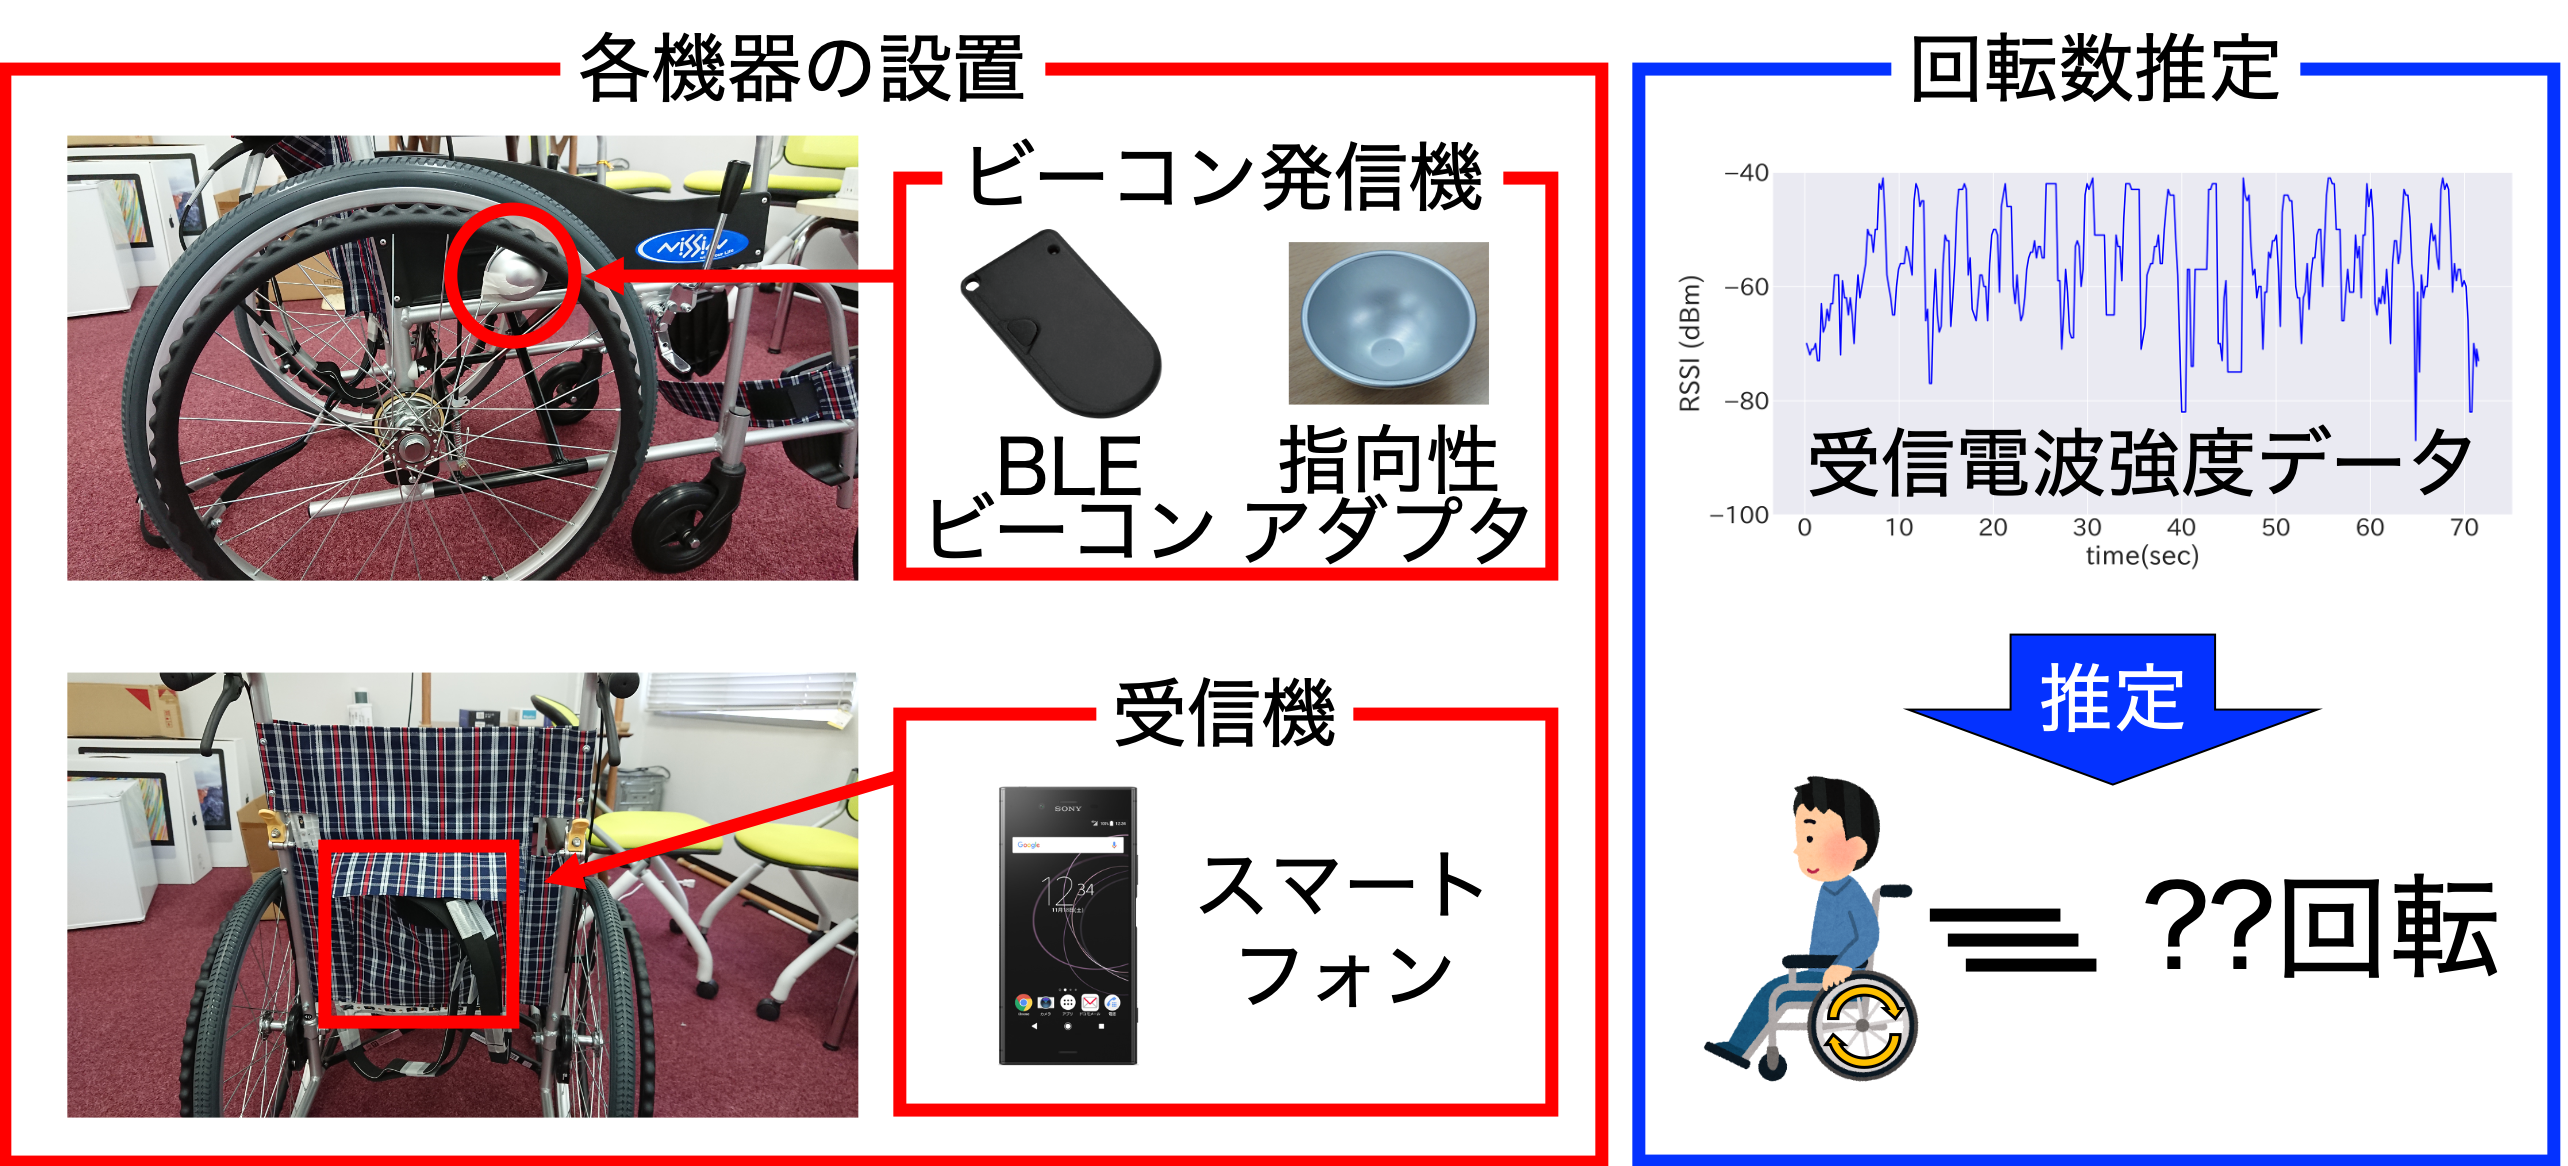 各機器の設置
ビーコン発信機
BLE
ビーコン
指向性
アダプタ
受信機
SONY
Google
12 34
スマート
フォン
回転数推定
RSSI (dBm)
−40
−60
−80
−100
受信電波強度データ
0 10 20 30 40 50 60 70
time(sec)
推定
??回転